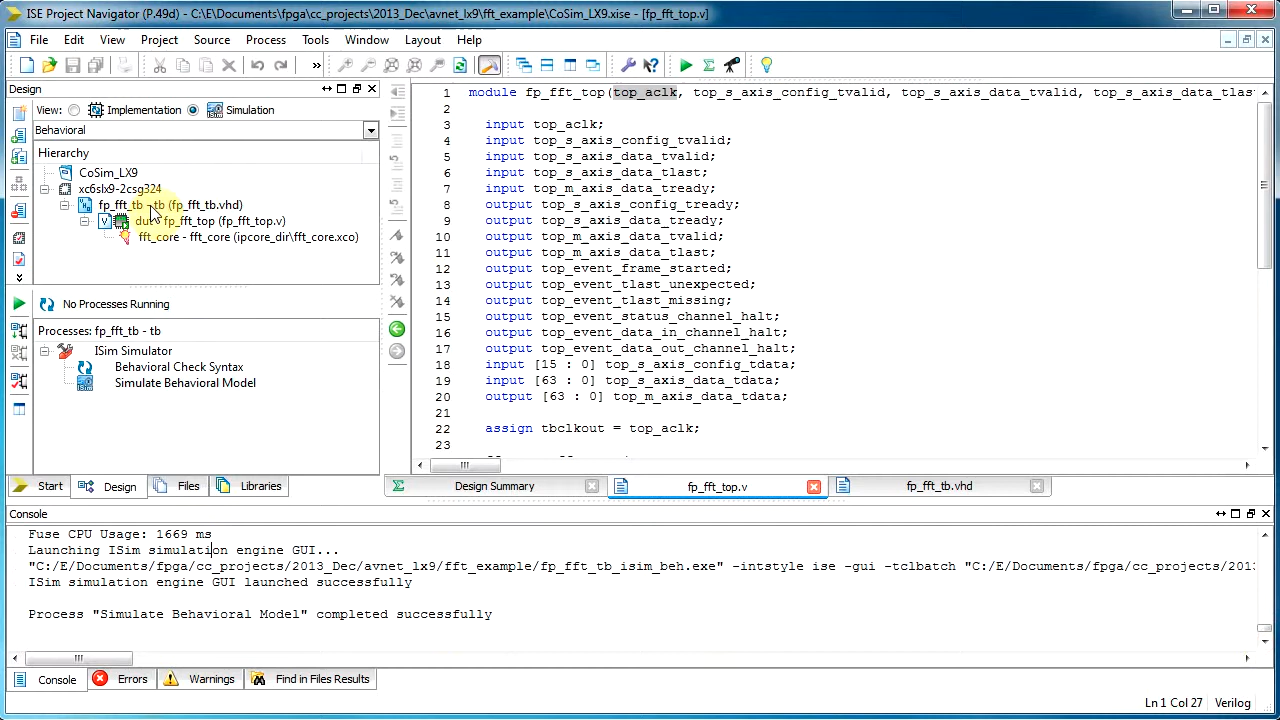 ISE Project Navigator (P.49d) - C:\E\Documents\fpga\cc_projects\2013_Dec\avnet_lx9\fft_example\CoSim_LX9.xise - [fp_fft_top.v]
File Edit View Project Source Process Tools Window Layout Help
Design
View: Implementation Simulation
Behavioral
Hierarchy
CoSim_LX9
fp_fft_tb - tb (fp_fft_tb.vhd)
fp_fft_top (fp_fft_top.v)
fft_core - fft_core (ipcore_dir\fft_core.xco)
No Processes Running
Processes: fp_fft_tb - tb
ISim Simulator
Behavioral Check Syntax
Simulate Behavioral Model
Start Design Files Libraries
1 module fp_fft_top(top_aclk, top_s_axis_config_tvalid, top_s_axis_data_tvalid, top_s_axis_data_tlas
2
3 input top_aclk;
4 input top_s_axis_config_tvalid;
5 input top_s_axis_data_tvalid;
6 input top_s_axis_data_tlast;
7 input top_m_axis_data_tready;
8 output top_s_axis_config_tready;
9 output top_s_axis_data_tready;
10 output top_m_axis_data_tvalid;
11 output top_m_axis_data_tlast;
12 output top_event_frame_started;
13 output top_event_tlast_unexpected;
14 output top_event_tlast_missing;
15 output top_event_status_channel_halt;
16 output top_event_data_in_channel_halt;
17 output top_event_data_out_channel_halt;
18 input [15 : 0] top_s_axis_config_tdata;
19 input [63 : 0] top_s_axis_data_tdata;
20 output [63 : 0] top_m_axis_data_tdata;
21
22 assign tbclkout = top_aclk;
23
Design Summary fp_fft_top.v fp_fft_tb.vhd
Console
Fuse CPU Usage: 1669 ms
Launching ISim simulation engine GUI...
"C:/E/Documents/fpga/cc_projects/2013_Dec/avnet_lx9/fft_example/fp_fft_tb_isim_beh.exe" -intstyle ise -gui -tclbatch "C:/E/Documents/fpga/cc_projects/201
ISim simulation engine GUI launched successfully
Process "Simulate Behavioral Model" completed successfully
Console Errors Warnings Find in Files Results
Ln 1 Col 27 Verilog